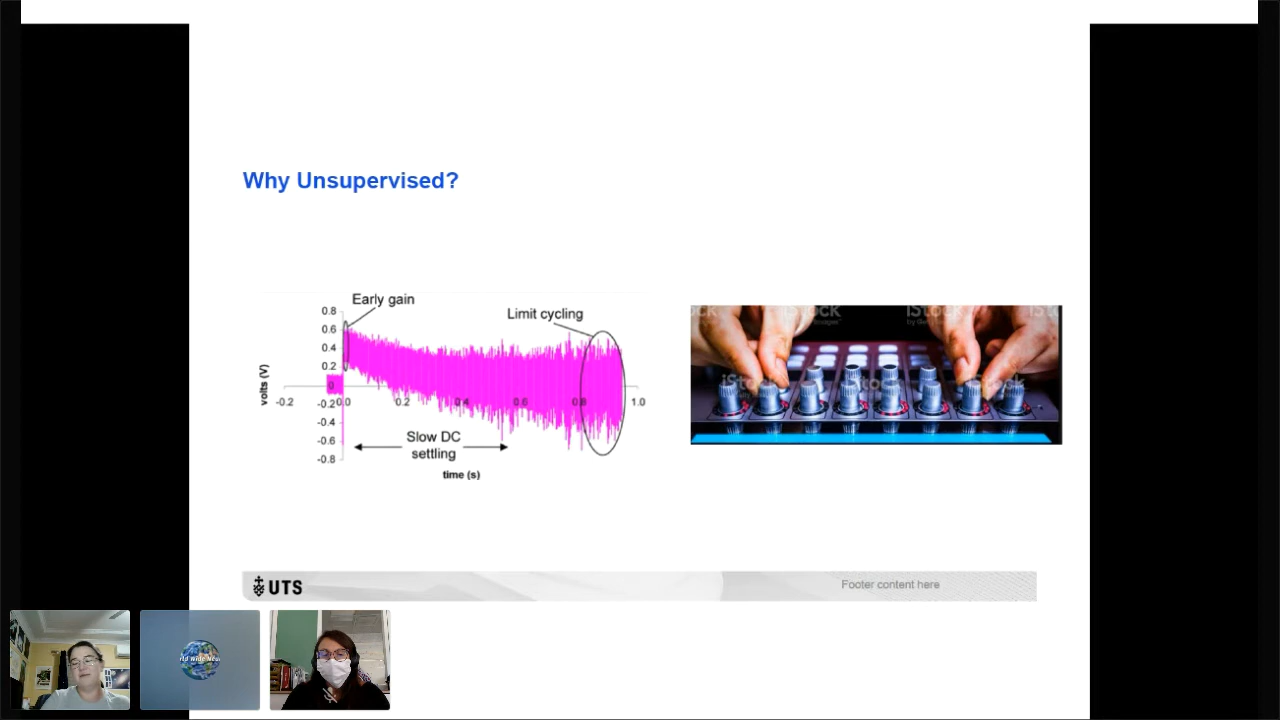 Why Unsupervised?
Early gain
Limit cycling
0.8
0.6
0.4
0.2
0
-0.2
-0.4
-0.6
-0.8
-0.2
0.0
0.2
0.4
0.6
0.8
1.0
volts (V)
Slow DC
settling
time (s)
iStock
iStock
iStock
iStock
UTS
Footer content here